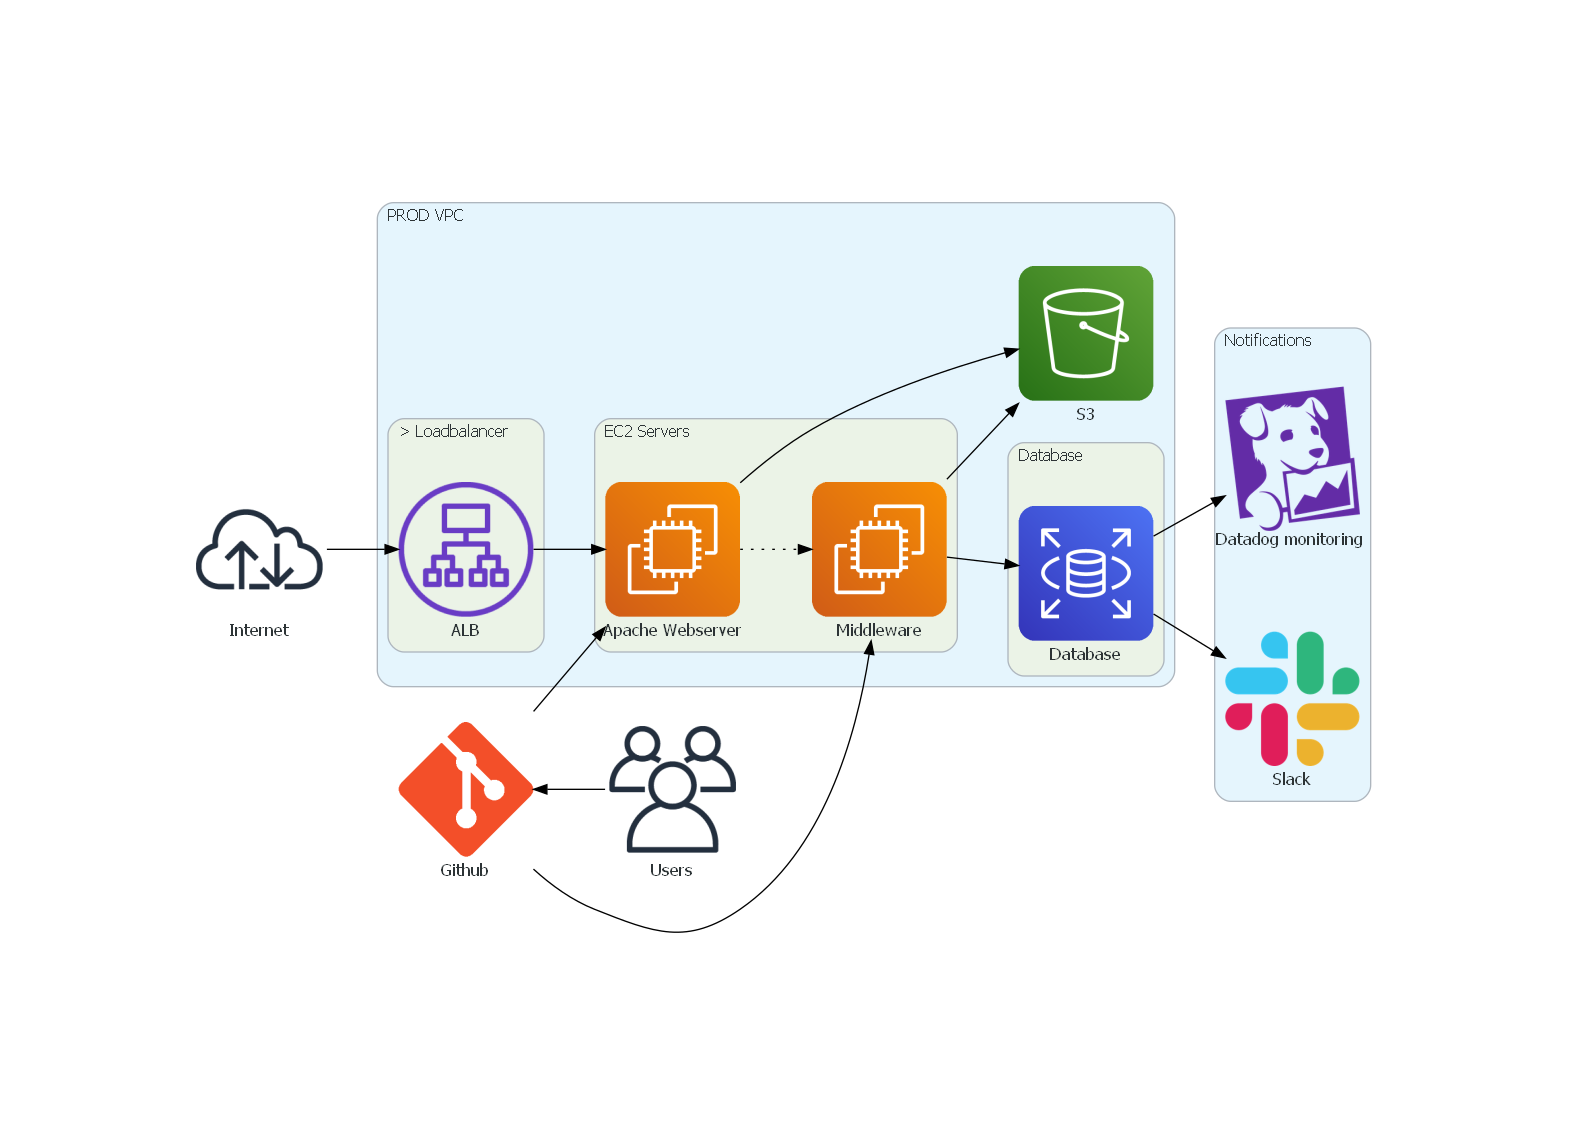 PROD VPC
S3
Notifications
> Loadbalancer
EC2 Servers
Database
Datadog monitoring
Internet
ALB
Apache Webserver
Middleware
Database
Slack
Github
Users